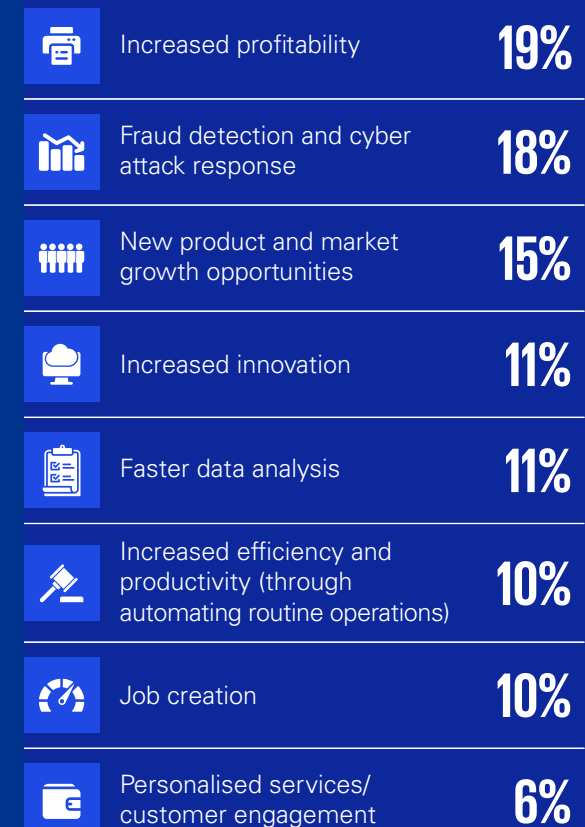 Increased profitability 19%
Fraud detection and cyber
attack response 18%
New product and market
growth opportunities 15%
Increased innovation 11%
Faster data analysis 11%
Increased efficiency and
productivity (through
automating routine operations) 10%
Job creation 10%
Personalised services/
customer engagement 6%